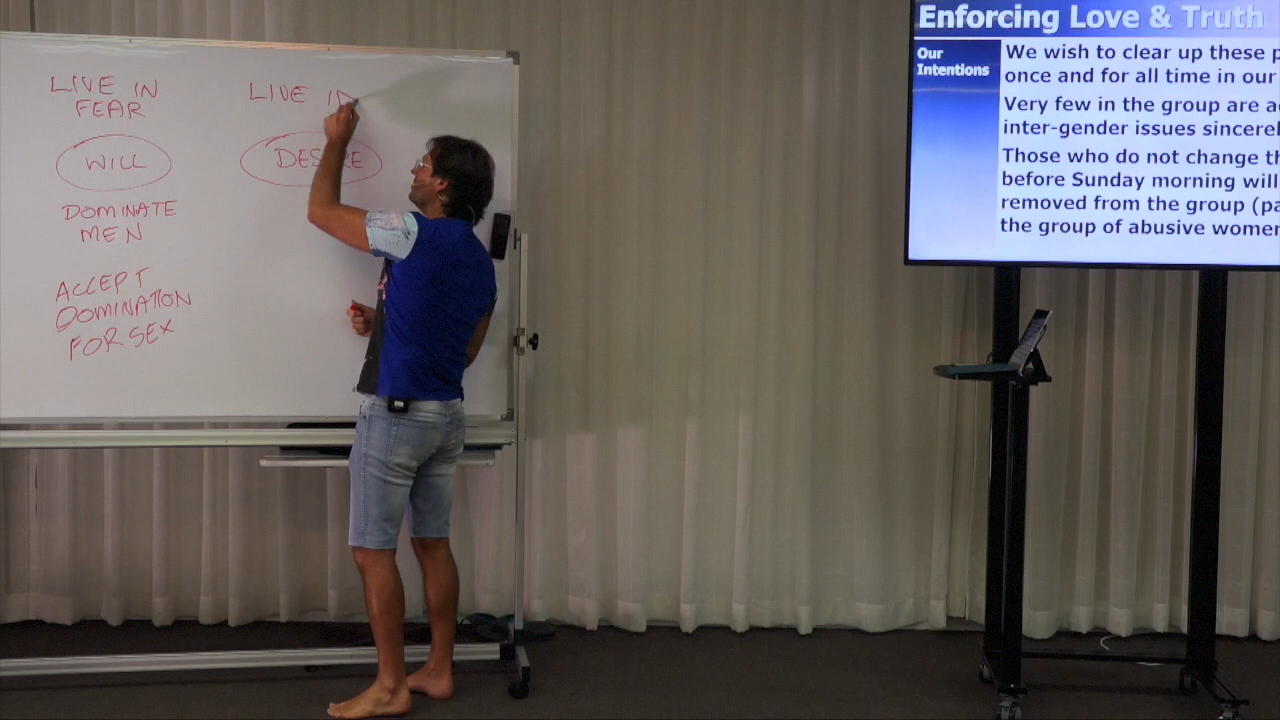 LIVE IN
FEAR
WILL
DOMINATE
MEN
ACCEPT
DOMINATION
FOR SEX
LIVE IN
DESIRE
Enforcing Love & Truth
Our
Intentions
We wish to clear up these
once and for all time in our
Very few in the group are
inter-gender issues
Those who do not change
before Sunday morning will
removed from the group
the group of abusive women